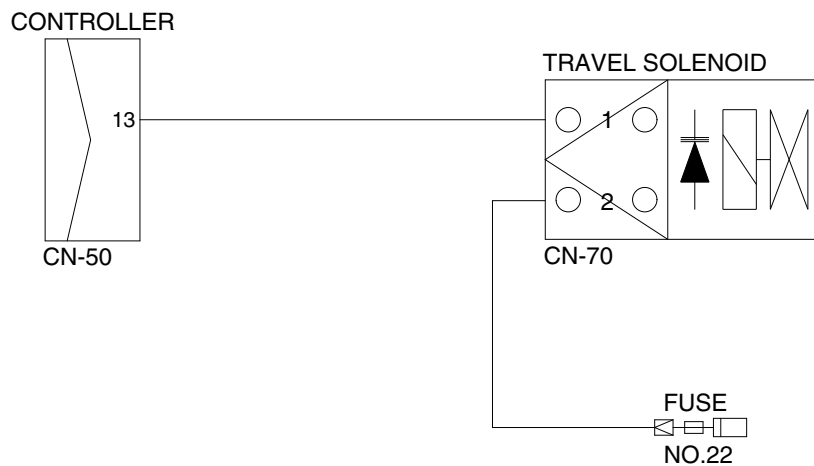 CONTROLLER
TRAVEL SOLENOID
13
1
2
CN-50
CN-70
FUSE
NO.22